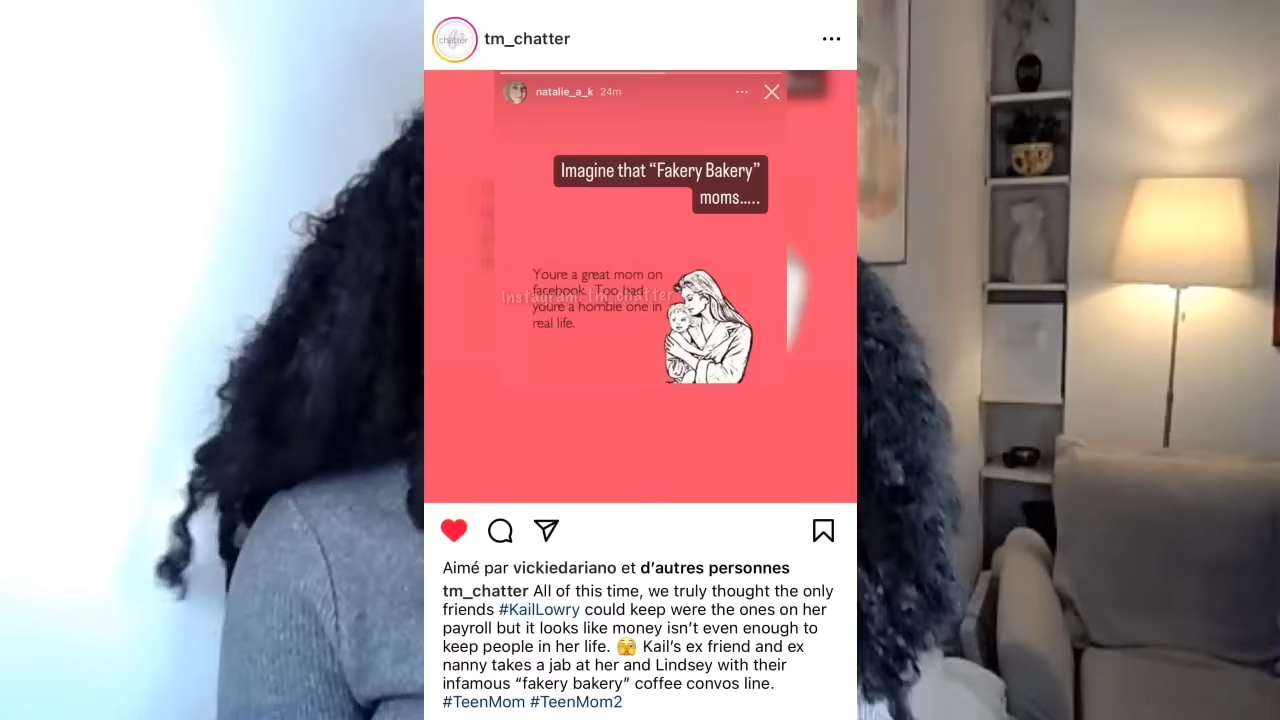 chatter
tm_chatter
natalie_a_k 24m
Imagine that “Fakery Bakery”
moms.....
Youre a great mom on
facebook. Too bad
Instagram: tm_chatter
youre a horrible one in
real life.
Aimé par vickiedariano et d’autres personnes
tm_chatter All of this time, we truly thought the only
friends #KailLowry could keep were the ones on her
payroll but it looks like money isn’t even enough to
keep people in her life. 🫣 Kail’s ex friend and ex
nanny takes a jab at her and Lindsey with their
infamous “fakery bakery” coffee convos line.
#TeenMom #TeenMom2